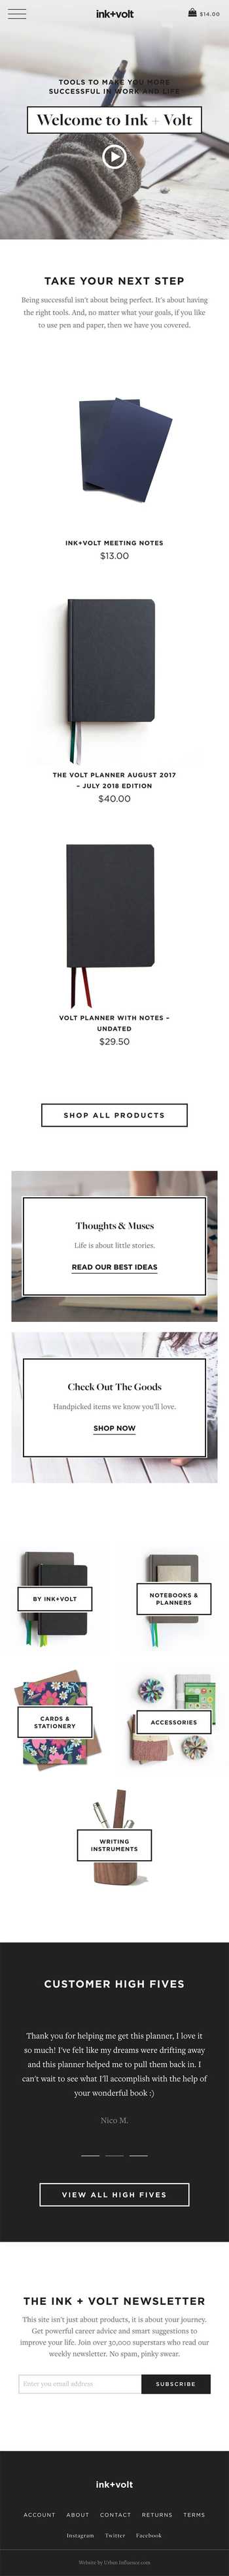 ink+volt
$14.00
TOOLS TO MAKE YOU MORE
SUCCESSFUL IN WORK AND LIFE
Welcome to Ink + Volt
TAKE YOUR NEXT STEP
Being successful isn't about being perfect. It's about having
the right tools. And, no matter what your goals, if you like
to use pen and paper, then we have you covered.
INK+VOLT MEETING NOTES
$13.00
THE VOLT PLANNER AUGUST 2017
– JULY 2018 EDITION
$40.00
VOLT PLANNER WITH NOTES –
UNDATED
$29.50
SHOP ALL PRODUCTS
Thoughts & Muses
Life is about little stories.
READ OUR BEST IDEAS
Check Out The Goods
Handpicked items we know you'll love.
SHOP NOW
BY INK+VOLT
NOTEBOOKS &
PLANNERS
CARDS &
STATIONERY
ACCESSORIES
WRITING
INSTRUMENTS
CUSTOMER HIGH FIVES
Thank you for helping me get this planner, I love it
so much! I've felt like my dreams were drifting away
and this planner helped me to pull them back in. I
can't wait to see what I'll accomplish with the help of
your wonderful book :)
Nico M.
VIEW ALL HIGH FIVES
THE INK + VOLT NEWSLETTER
This site isn't just about products, it is about your journey.
Get powerful career advice and smart suggestions to
improve your life. Join over 30,000 superstars who read our
weekly newsletter. No spam, pinky swear.
Enter you email address
SUBSCRIBE
ink+volt
ACCOUNT ABOUT CONTACT RETURNS TERMS
Instagram Twitter Facebook
Website by Urban Influence.com